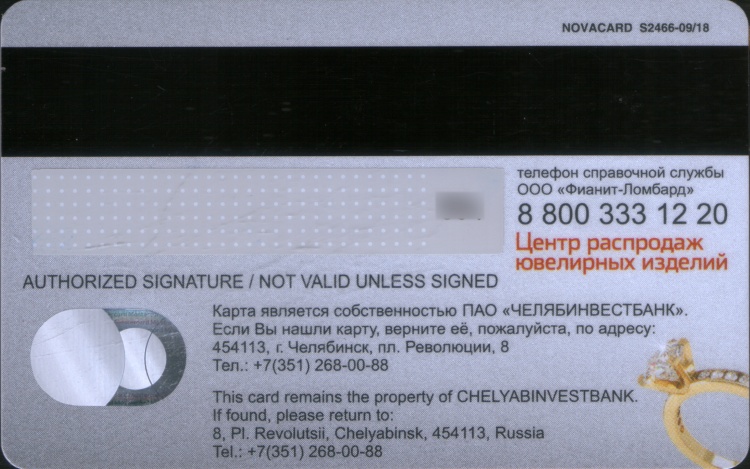 NOVACARD S2466-09/18
телефон справочной службы
ООО «Фианит-Ломбард»
8 800 333 12 20
Центр распродаж
ювелирных изделий
AUTHORIZED SIGNATURE / NOT VALID UNLESS SIGNED
Карта является собственностью ПАО «ЧЕЛЯБИНВЕСТБАНК».
Если Вы нашли карту, верните её, пожалуйста, по адресу:
454113, г. Челябинск, пл. Революции, 8
Тел.: +7(351) 268-00-88
This card remains the property of CHELYABINVESTBANK.
If found, please return to:
8, Pl. Revolutsii, Chelyabinsk, 454113, Russia
Tel.: +7(351) 268-00-88